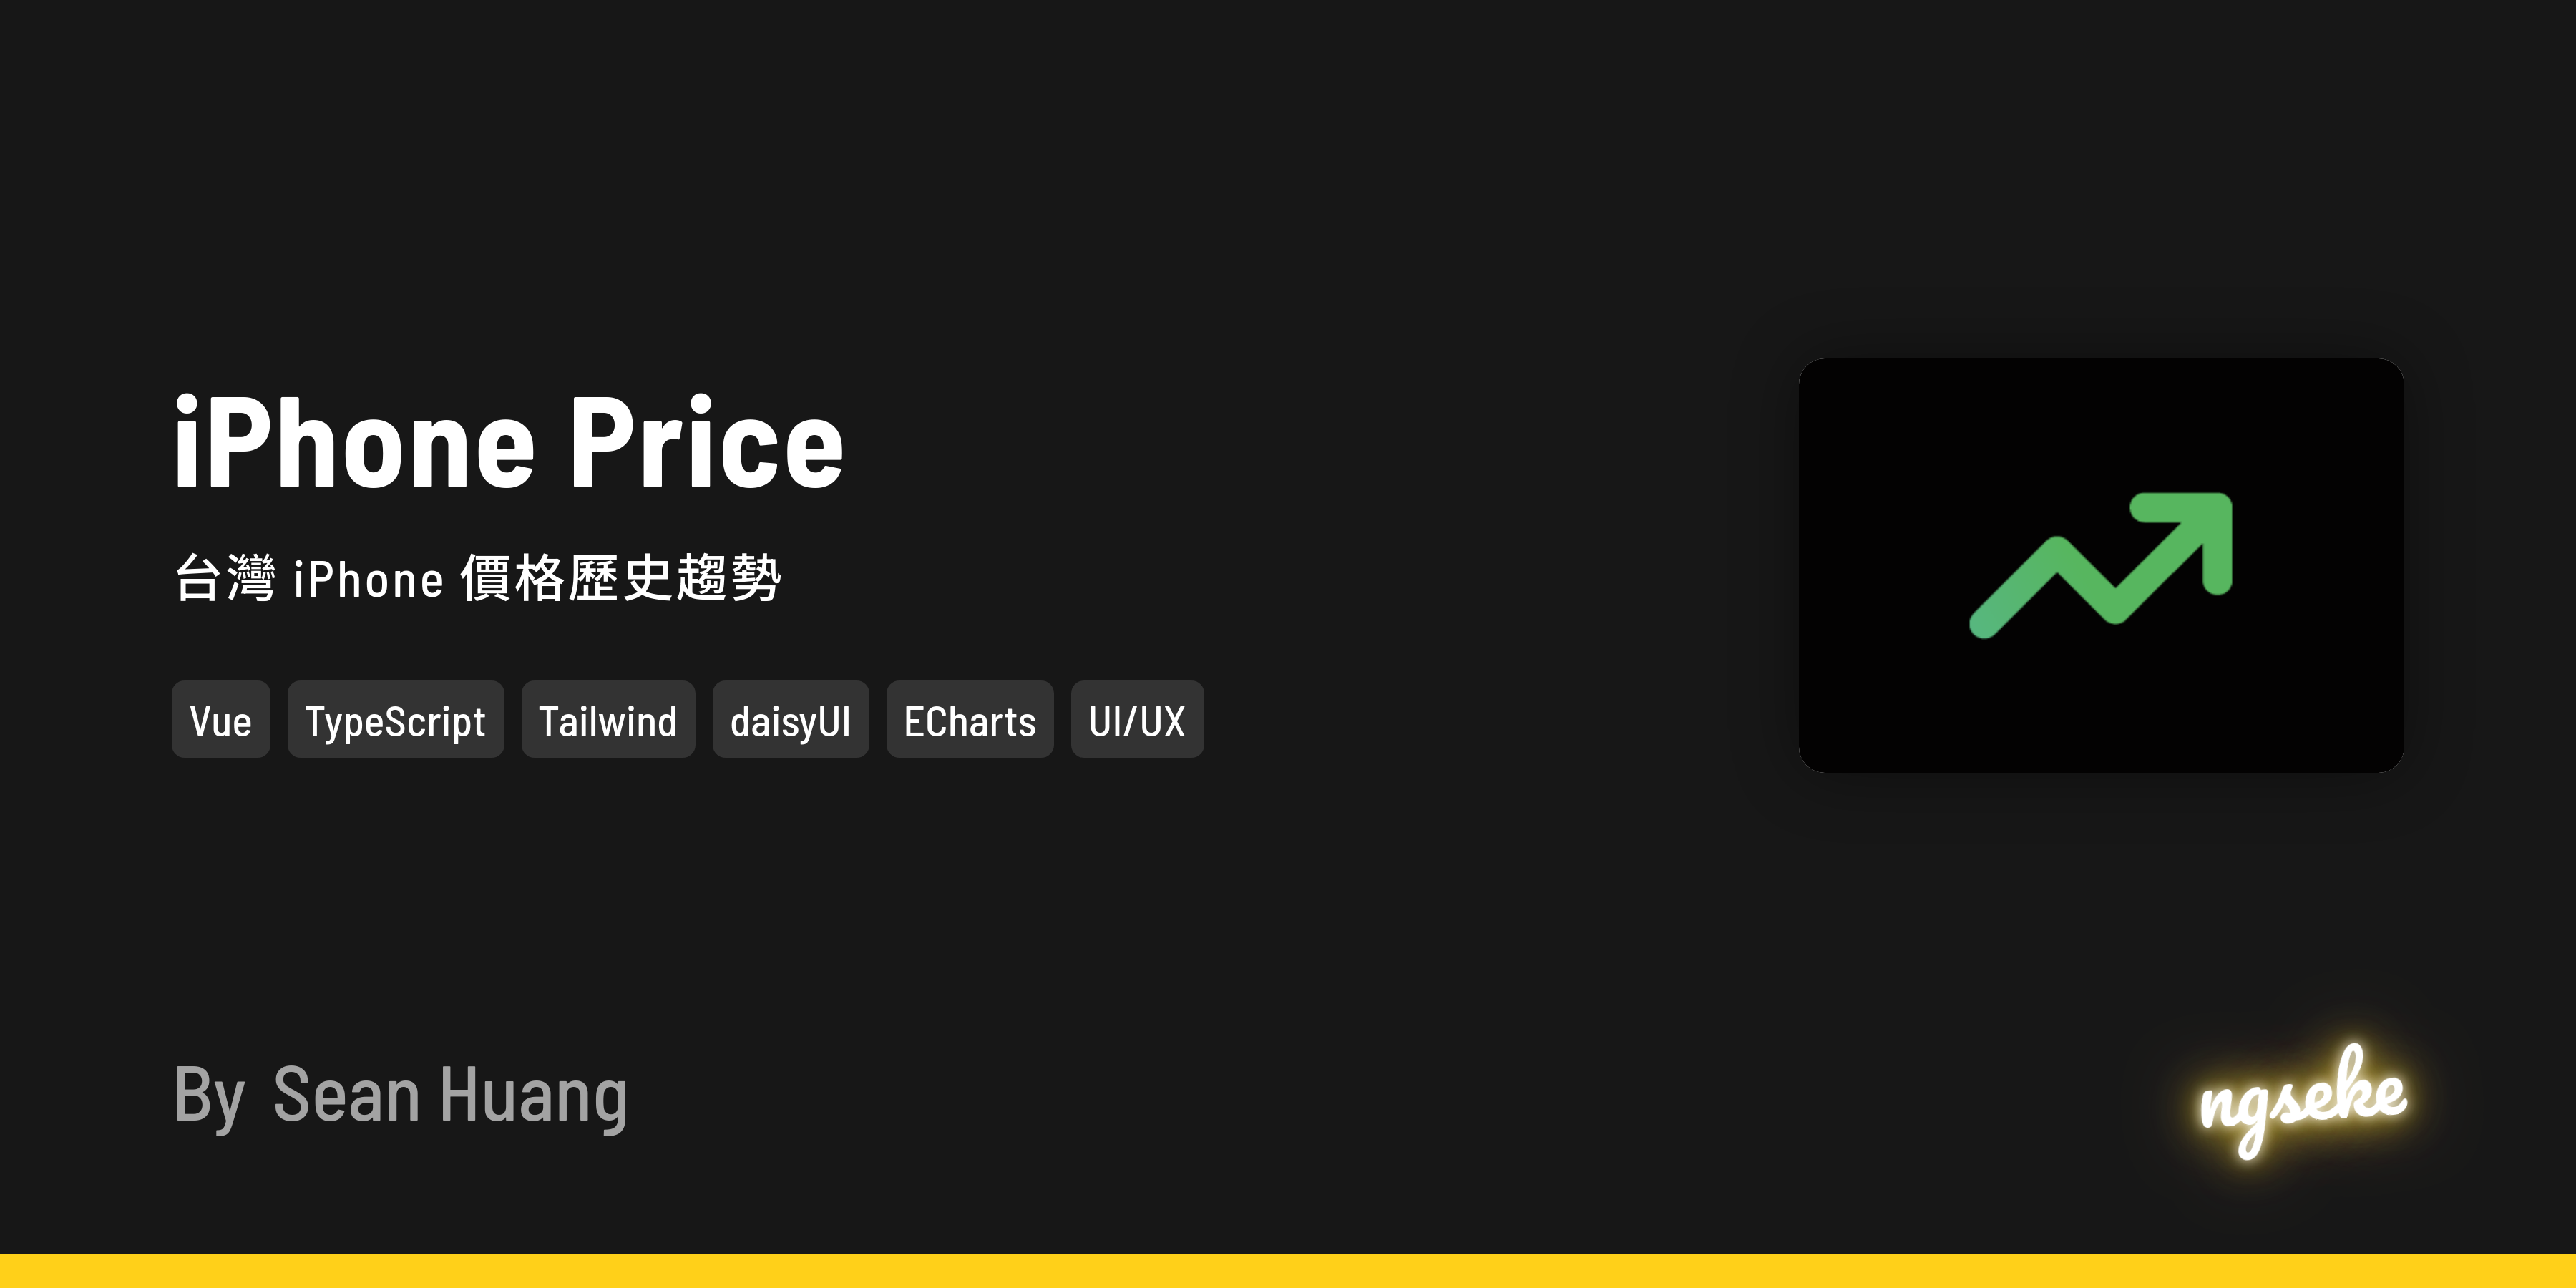 iPhone Price
台灣 iPhone 價格歷史趨勢
Vue TypeScript Tailwind daisyUI ECharts UI/UX
By Sean Huang
ngseke